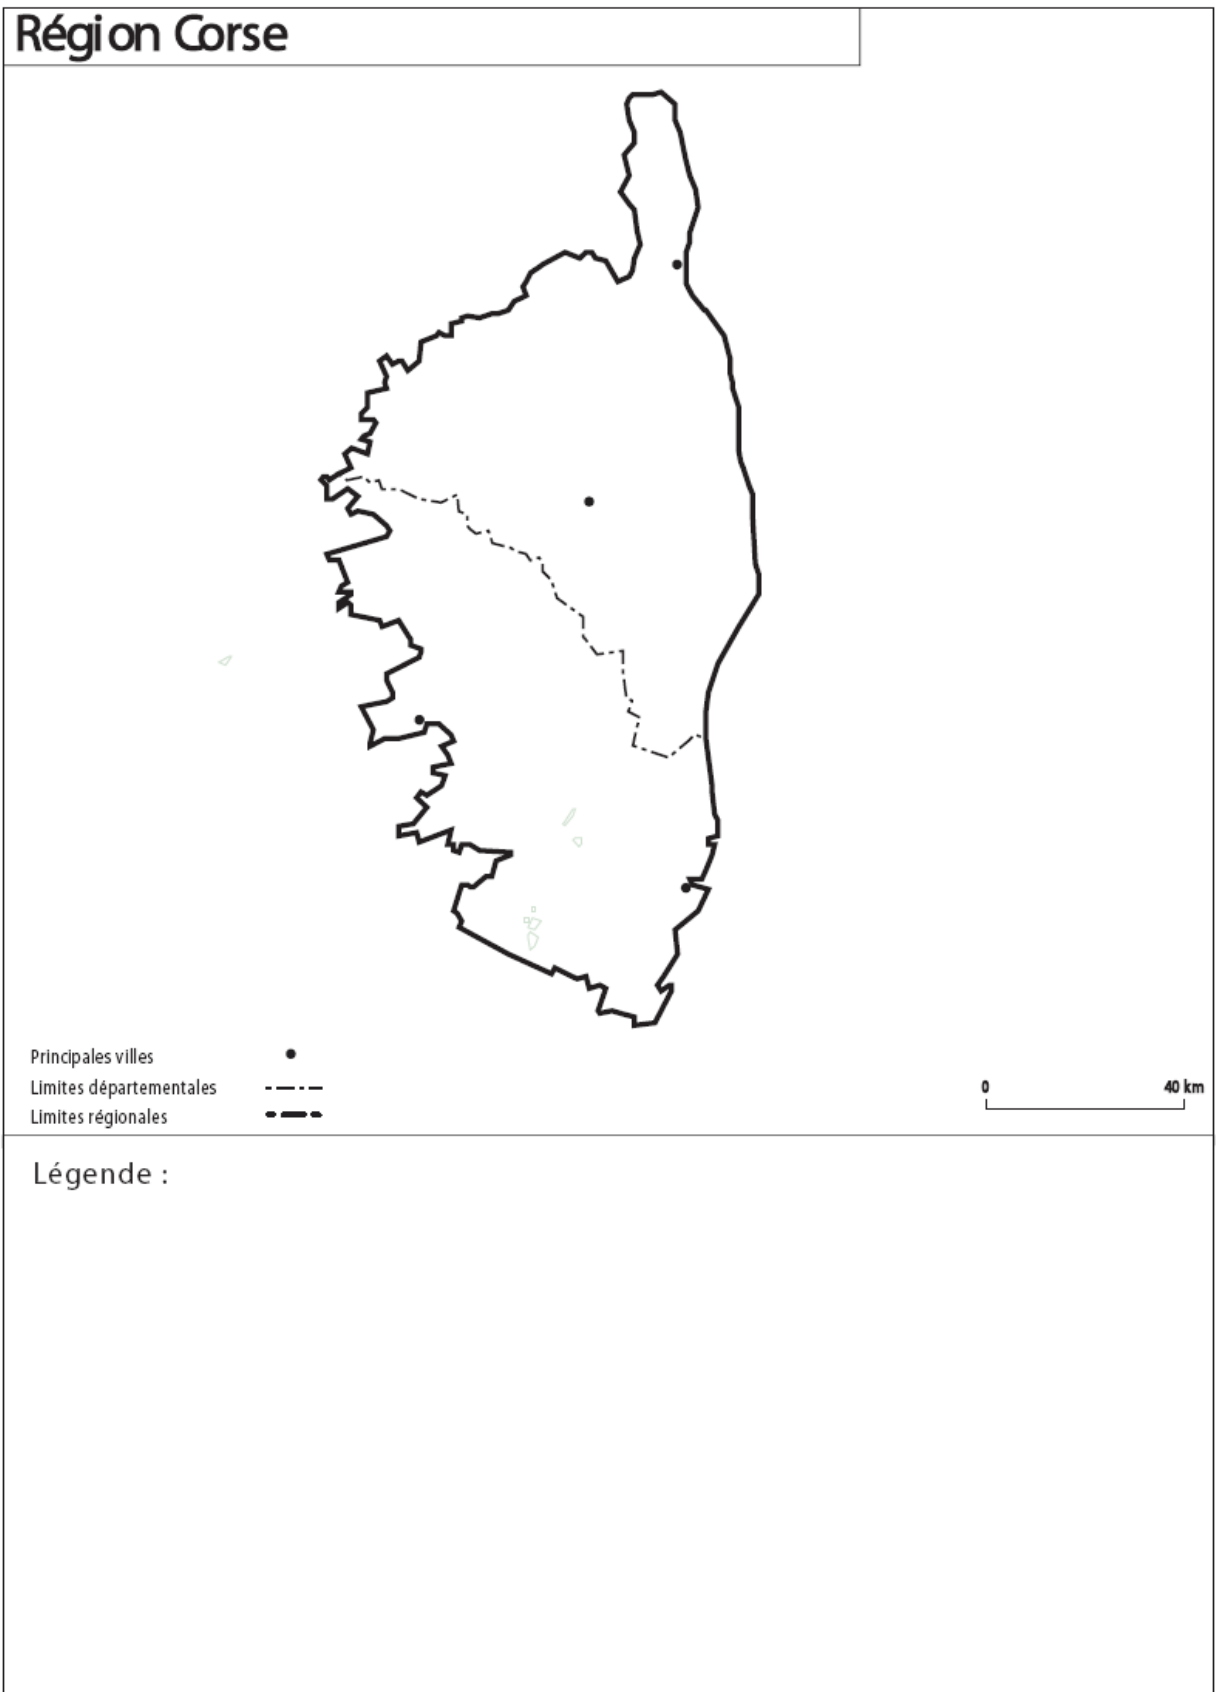 Région Corse
Principales villes
Limites départementales
Limites régionales
0 40 km
Légende :